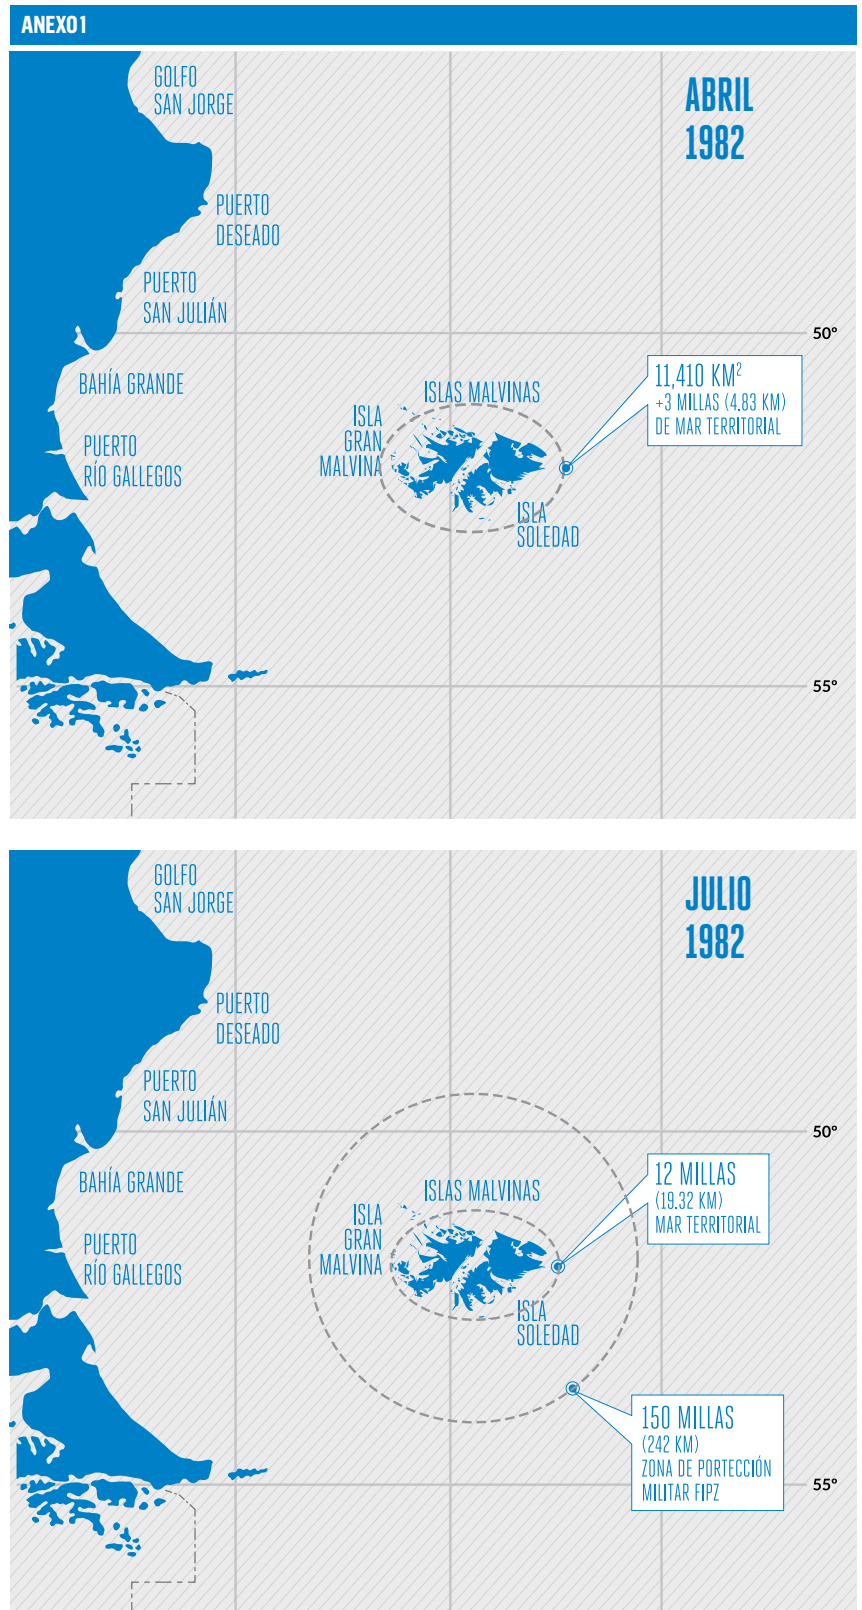 ANEXO1
ABRIL
1982
GOLFO
SAN JORGE
PUERTO
DESEADO
PUERTO
SAN JULIÁN
50°
BAHÍA GRANDE
ISLAS MALVINAS
11,410 KM²
+3 MILLAS (4.83 KM)
DE MAR TERRITORIAL
ISLA
GRAN
MALVINA
PUERTO
RÍO GALLEGOS
ISLA
SOLEDAD
55°
JULIO
1982
GOLFO
SAN JORGE
PUERTO
DESEADO
PUERTO
SAN JULIÁN
50°
BAHÍA GRANDE
ISLAS MALVINAS
12 MILLAS
(19.32 KM)
MAR TERRITORIAL
ISLA
GRAN
MALVINA
PUERTO
RÍO GALLEGOS
ISLA
SOLEDAD
150 MILLAS
(242 KM)
ZONA DE PORTECCIÓN
MILITAR FIPZ
55°